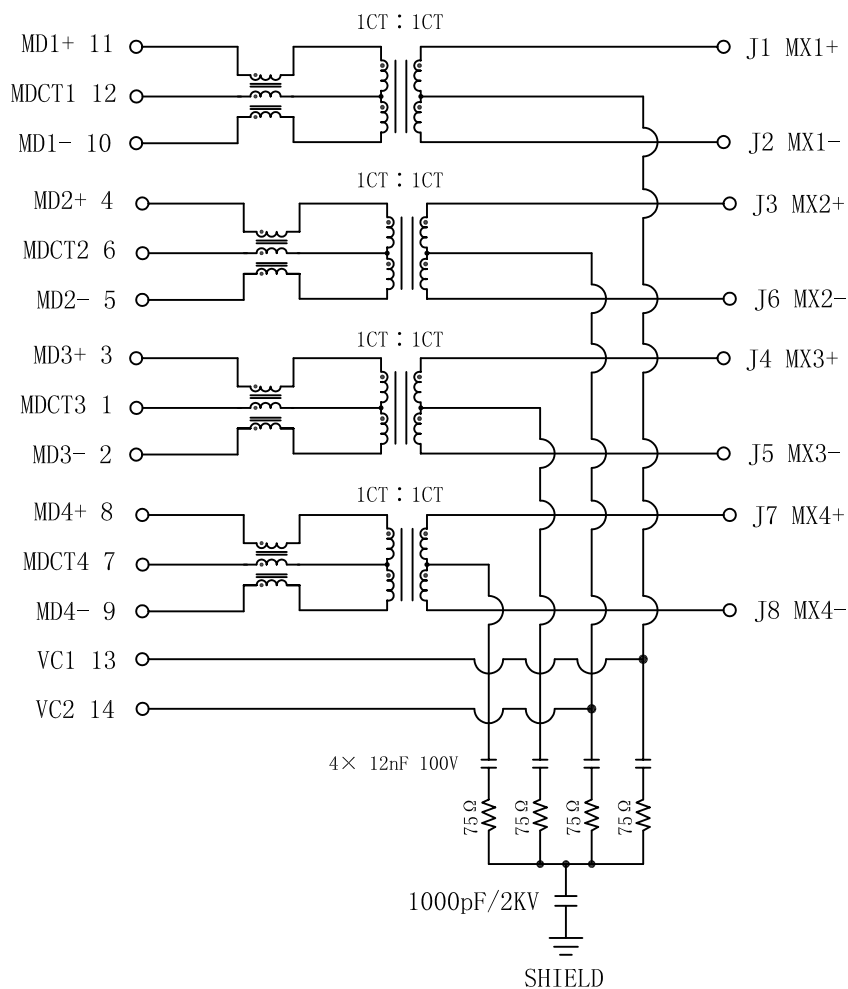 1CT：1CT
MD1+ 11
J1 MX1+
MDCT1 12
MD1- 10
J2 MX1-
1CT：1CT
MD2+ 4
J3 MX2+
MDCT2 6
MD2- 5
J6 MX2-
1CT：1CT
MD3+ 3
J4 MX3+
MDCT3 1
MD3- 2
J5 MX3-
1CT：1CT
MD4+ 8
J7 MX4+
MDCT4 7
MD4- 9
J8 MX4-
VC1 13
VC2 14
4× 12nF 100V
75Ω
75Ω
75Ω
75Ω
1000pF/2KV
SHIELD